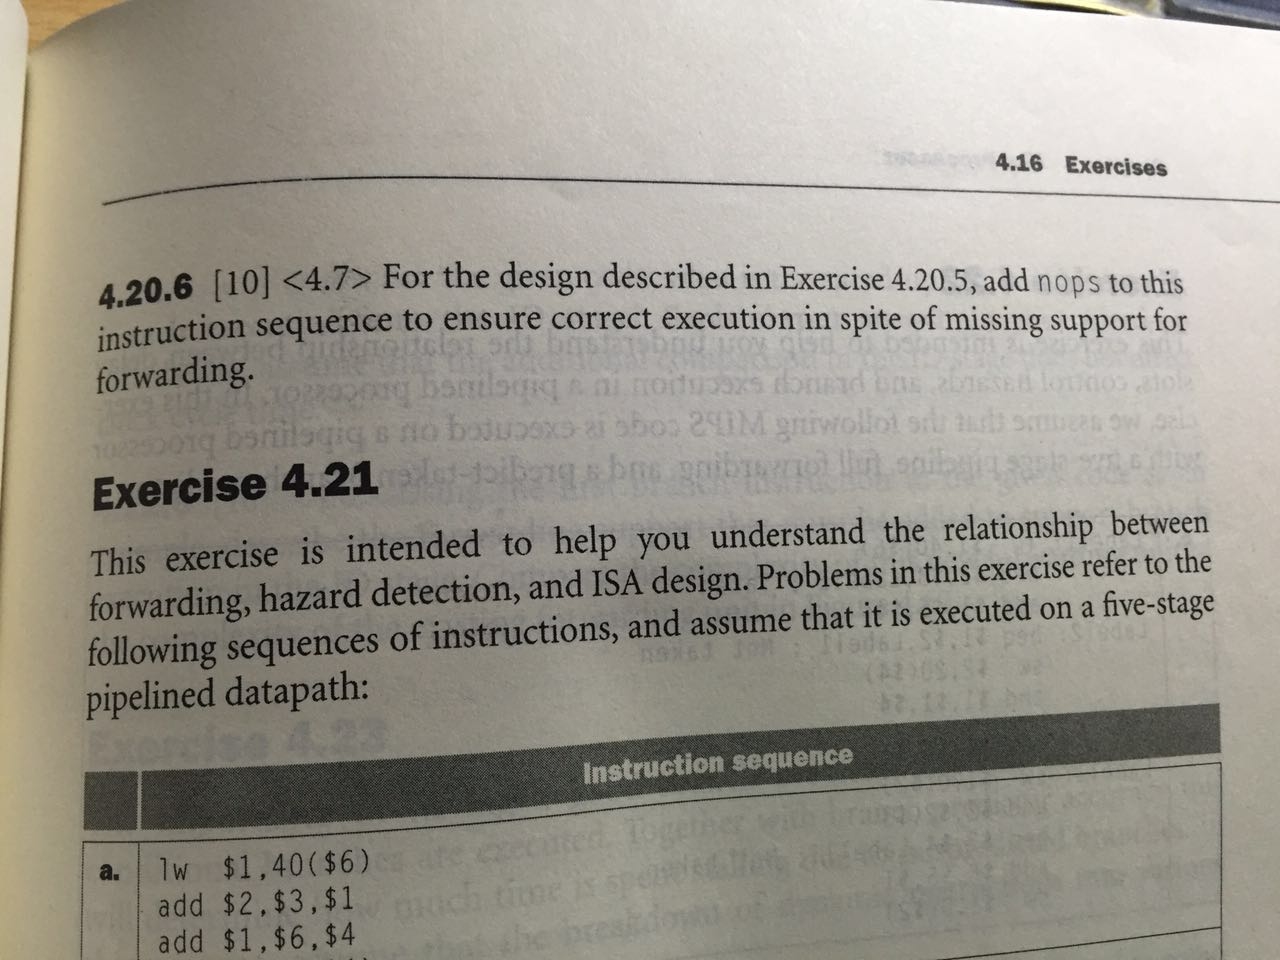 4.16 Exercises
4.20.6 [10] <4.7> For the design described in Exercise 4.20.5, add nops to this
instruction sequence to ensure correct execution in spite of missing support for
forwarding.
Exercise 4.21
This exercise is intended to help you understand the relationship between
forwarding, hazard detection, and ISA design. Problems in this exercise refer to the
following sequences of instructions, and assume that it is executed on a five-stage
pipelined datapath:
Instruction sequence
a. lw $1,40($6)
add $2,$3,$1
add $1,$6,$4